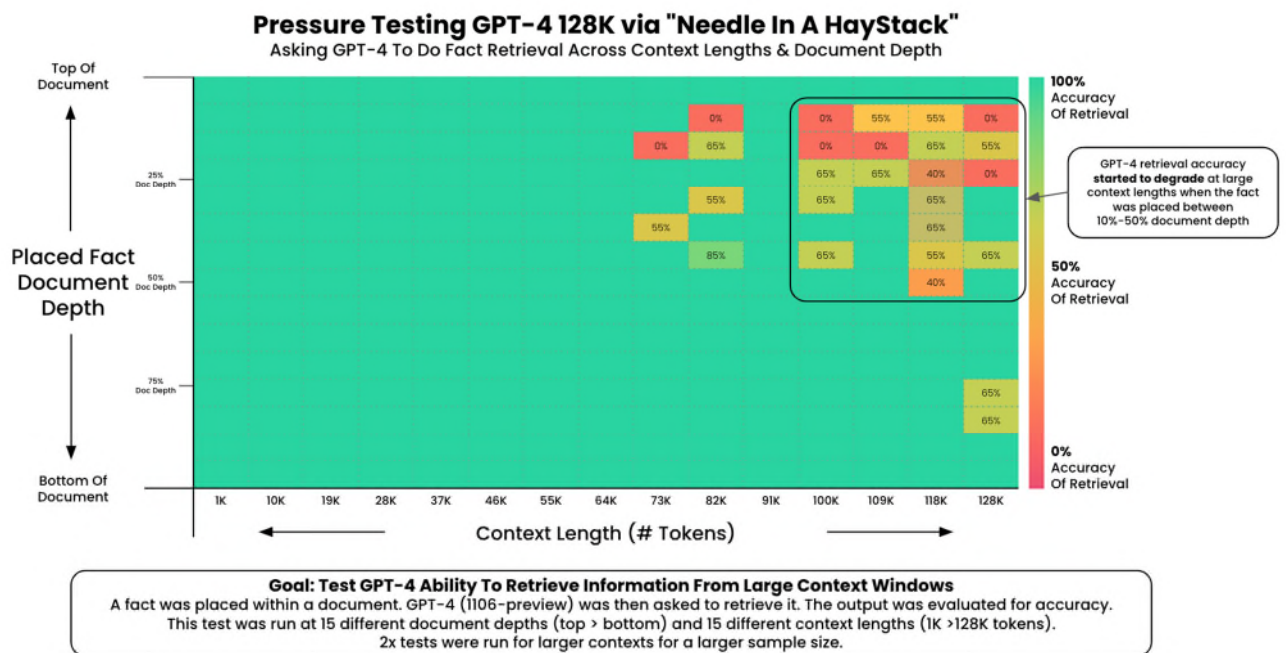 Pressure Testing GPT-4 128K via "Needle In A HayStack"
Asking GPT-4 To Do Fact Retrieval Across Context Lengths & Document Depth
Top Of
Document
25%
Doc Depth
Placed Fact
Document
Depth
50%
Doc Depth
75%
Doc Depth
Bottom Of
Document
0% 0% 55% 55% 0%
0% 65% 0% 0% 65% 55%
65% 65% 40% 0%
55% 65% 65%
55% 65%
85% 65% 55% 65%
40%
65%
65%
100%
Accuracy
Of Retrieval
GPT-4 retrieval accuracy
started to degrade at large
context lengths when the fact
was placed between
10%-50% document depth
50%
Accuracy
Of Retrieval
0%
Accuracy
Of Retrieval
1K 10K 19K 28K 37K 46K 55K 64K 73K 82K 91K 100K 109K 118K 128K
Context Length (# Tokens)
Goal: Test GPT-4 Ability To Retrieve Information From Large Context Windows
A fact was placed within a document. GPT-4 (1106-preview) was then asked to retrieve it. The output was evaluated for accuracy.
This test was run at 15 different document depths (top > bottom) and 15 different context lengths (1K >128K tokens).
2x tests were run for larger contexts for a larger sample size.